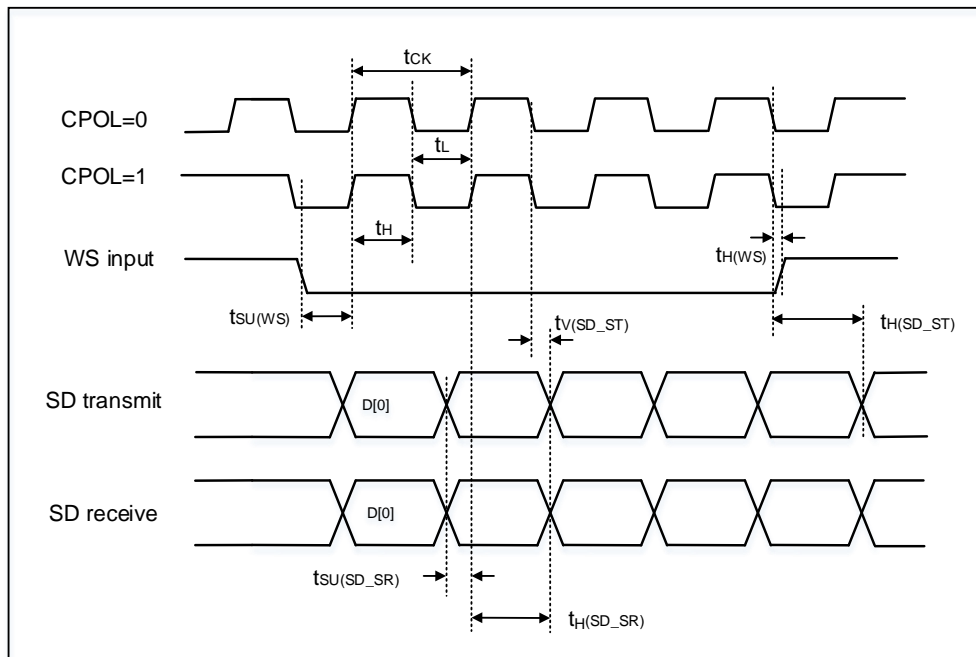 tCK
CPOL=0
tL
CPOL=1
tH
tH(WS)
WS input
tSU(WS)
tV(SD_ST)
tH(SD_ST)
SD transmit
D[0]
SD receive
D[0]
tSU(SD_SR)
tH(SD_SR)